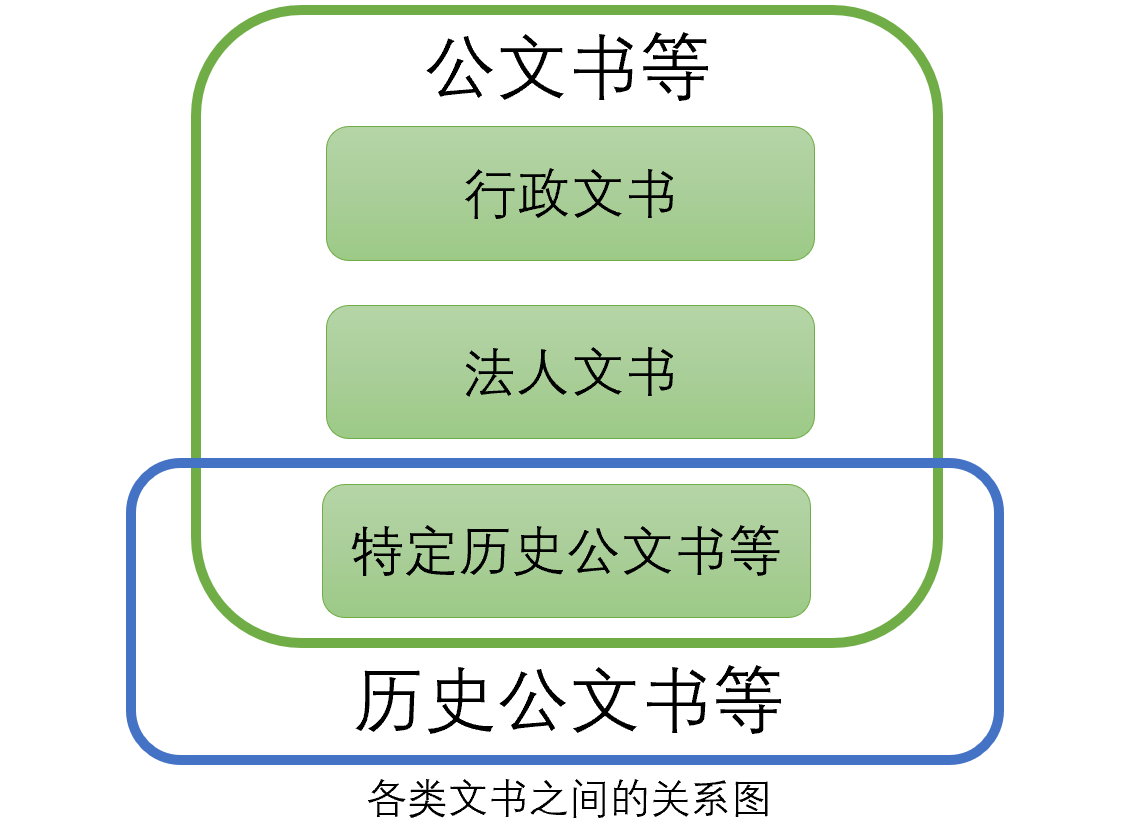 公文书等
行政文书
法人文书
特定历史公文书等
历史公文书等
各类文书之间的关系图